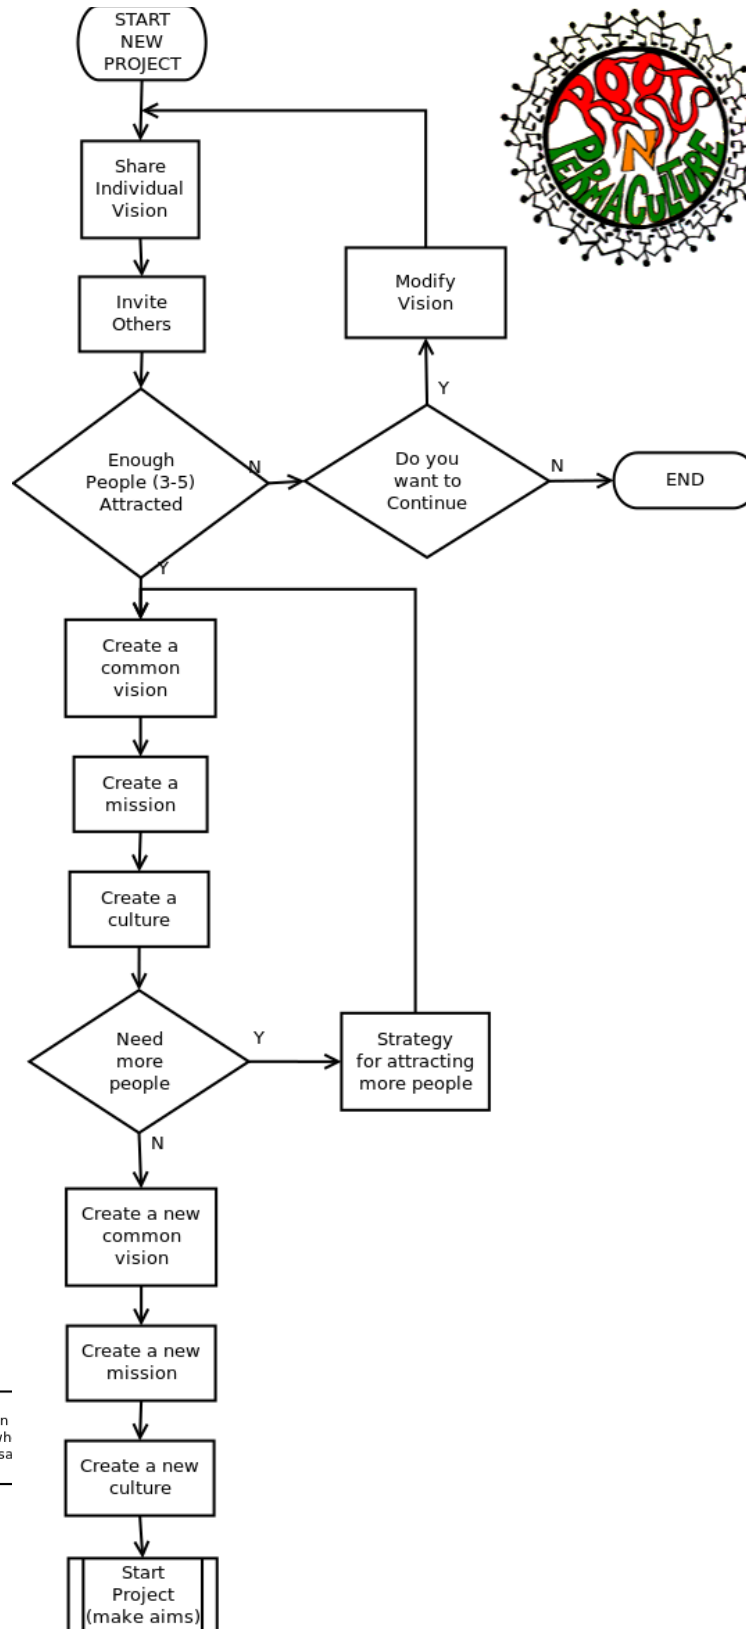 START
NEW
PROJECT
ROOTS
N
PERMACULTURE
Share
Individual
Vision
Modify
Vision
Invite
Others
Y
Enough
People (3-5)
Attracted
N
Do you
want to
Continue
N
END
Y
Create a
common
vision
Create a
mission
Create a
culture
Need
more
people
Y
Strategy
for attracting
more people
N
Create a new
common
vision
Create a new
mission
Create a new
culture
Start
Project
(make aims)